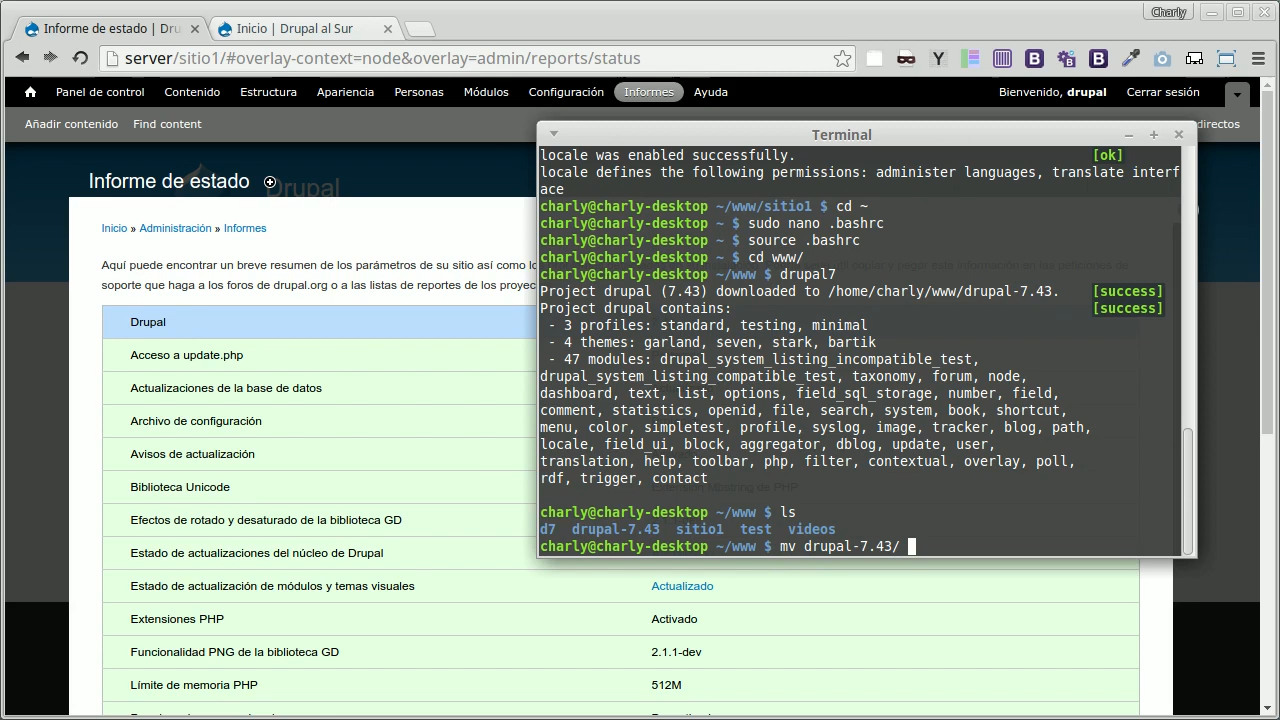 Charly
Informe de estado | Dru
Inicio | Drupal al Sur
server/sitio1/#overlay-context=node&overlay=admin/reports/status
Panel de control Contenido Estructura Apariencia Personas Módulos Configuración Informes Ayuda Bienvenido, drupal Cerrar sesión
Añadir contenido Find content directos
Informe de estado
Drupal
Inicio » Administración » Informes
Aquí puede encontrar un breve resumen de los parámetros de su sitio así como lo
soporte que haga a los foros de drupal.org o a las listas de reportes de los proyec
Drupal
Acceso a update.php
Actualizaciones de la base de datos
Archivo de configuración
Avisos de actualización
Biblioteca Unicode
Efectos de rotado y desaturado de la biblioteca GD
Estado de actualizaciones del núcleo de Drupal
Estado de actualización de módulos y temas visuales Actualizado
Extensiones PHP Activado
Funcionalidad PNG de la biblioteca GD 2.1.1-dev
Límite de memoria PHP 512M
Terminal
locale was enabled successfully. [ok]
locale defines the following permissions: administer languages, translate interf
ace
charly@charly-desktop ~/www/sitio1 $ cd ~
charly@charly-desktop ~ $ sudo nano .bashrc
charly@charly-desktop ~ $ source .bashrc
charly@charly-desktop ~ $ cd www/
charly@charly-desktop ~/www $ drupal7
Project drupal (7.43) downloaded to /home/charly/www/drupal-7.43. [success]
Project drupal contains: [success]
- 3 profiles: standard, testing, minimal
- 4 themes: garland, seven, stark, bartik
- 47 modules: drupal_system_listing_incompatible_test,
drupal_system_listing_compatible_test, taxonomy, forum, node,
dashboard, text, list, options, field_sql_storage, number, field,
comment, statistics, openid, file, search, system, book, shortcut,
menu, color, simpletest, profile, syslog, image, tracker, blog, path,
locale, field_ui, block, aggregator, dblog, update, user,
translation, help, toolbar, php, filter, contextual, overlay, poll,
rdf, trigger, contact
charly@charly-desktop ~/www $ ls
d7 drupal-7.43 sitio1 test videos
charly@charly-desktop ~/www $ mv drupal-7.43/